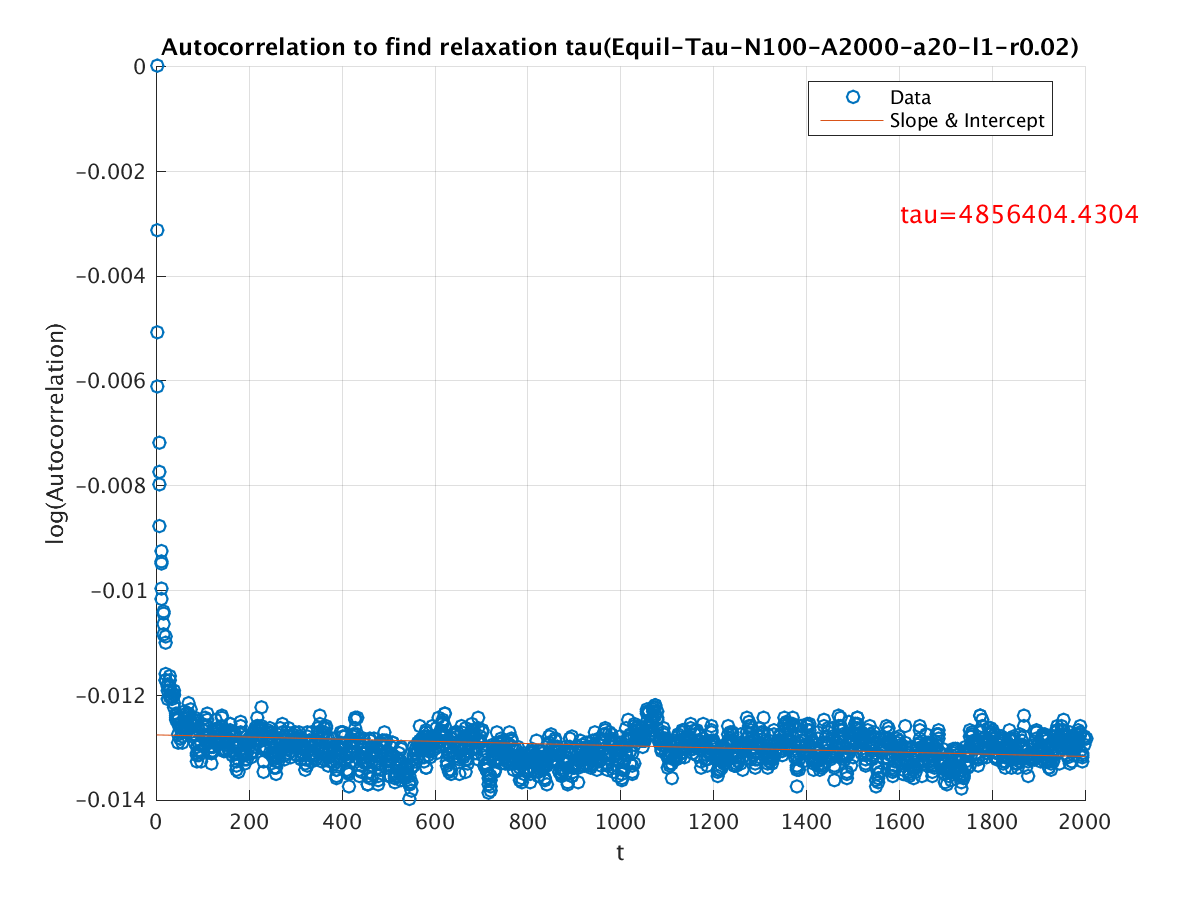 Autocorrelation to find relaxation tau(Equil-Tau-N100-A2000-a20-l1-r0.02)
Data
Slope & Intercept
tau=4856404.4304
log(Autocorrelation)
0
-0.002
-0.004
-0.006
-0.008
-0.01
-0.012
-0.014
0 200 400 600 800 1000 1200 1400 1600 1800 2000
t